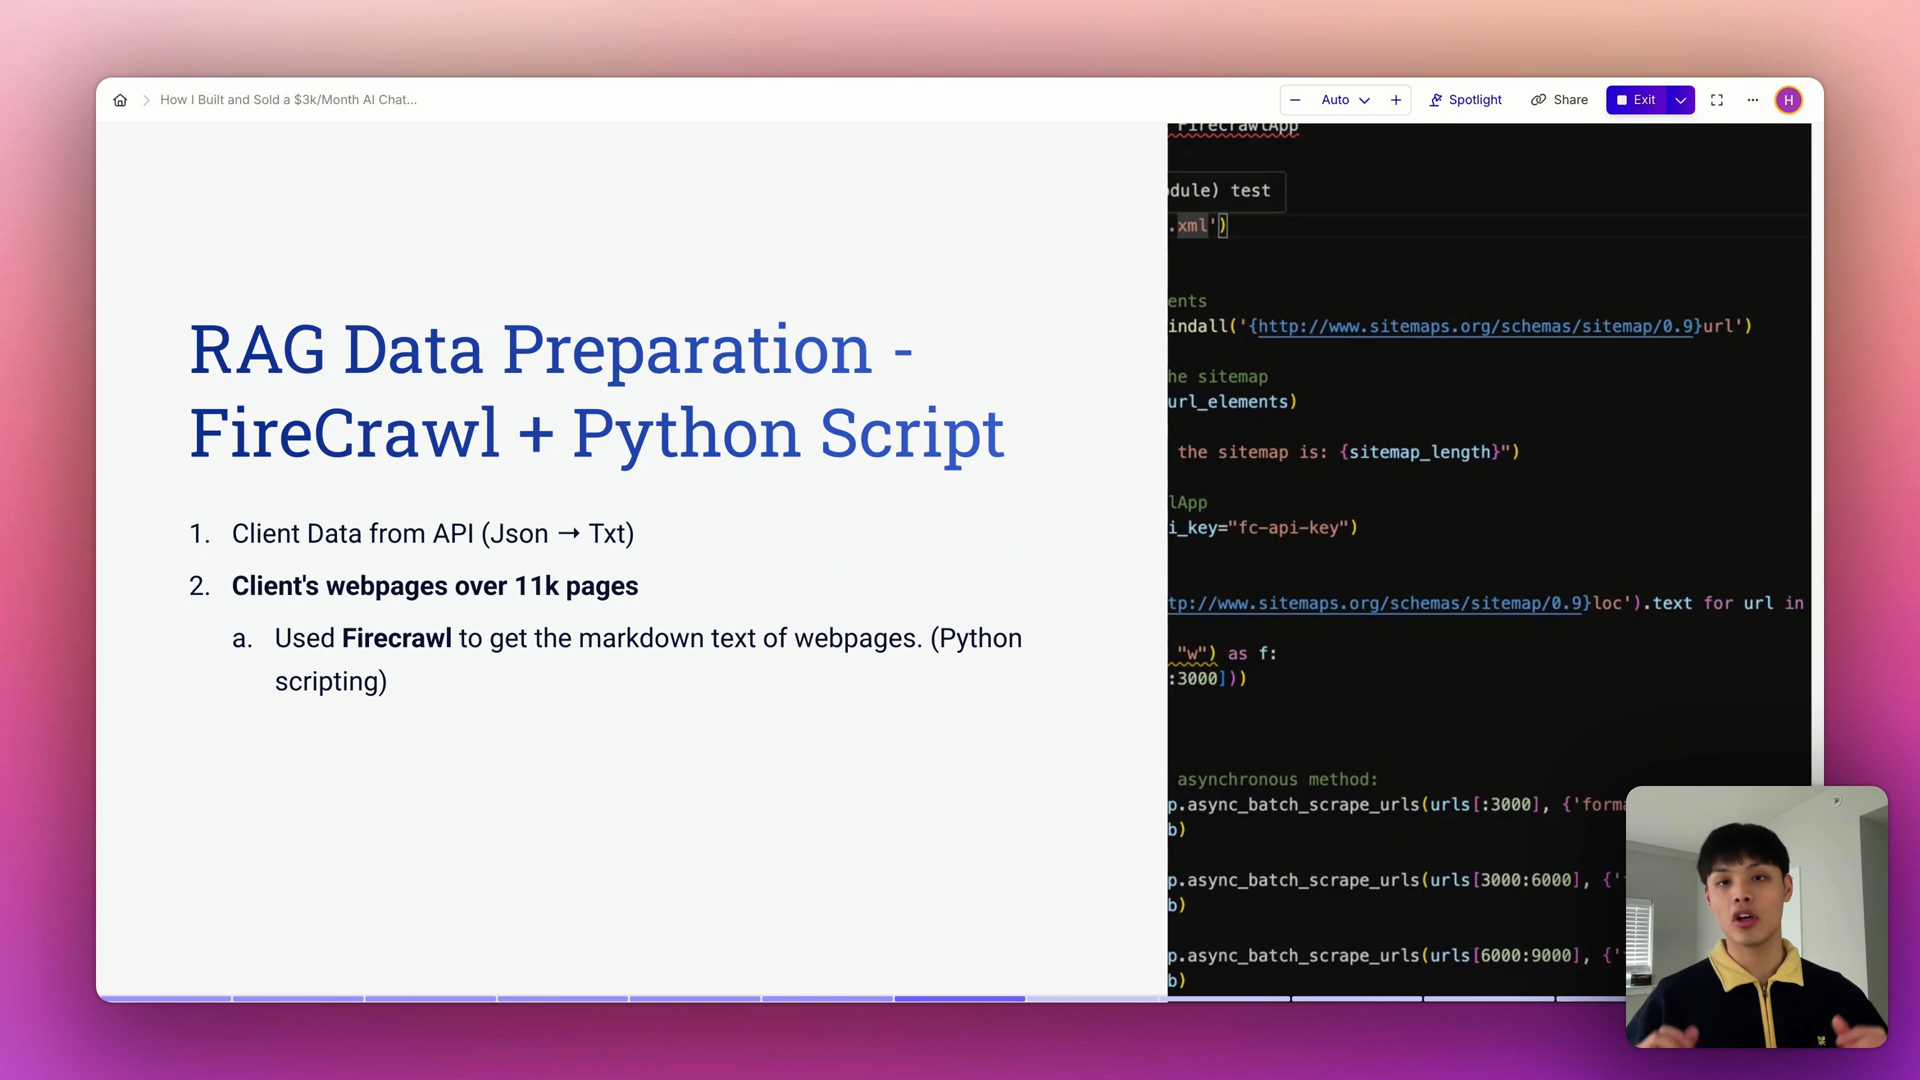 How I Built and Sold a $3k/Month AI Chat...
Auto
Spotlight
Share
Exit
H
RAG Data Preparation -
FireCrawl + Python Script
1. Client Data from API (Json → Txt)
2. Client's webpages over 11k pages
a. Used Firecrawl to get the markdown text of webpages. (Python
scripting)
FirecrawlApp
dule) test
.xml')
ents
indall('{http://www.sitemaps.org/schemas/sitemap/0.9}url')
he sitemap
url_elements)
the sitemap is: {sitemap_length}")
lApp
i_key="fc-api-key")
tp://www.sitemaps.org/schemas/sitemap/0.9}loc').text for url in
"w") as f:
:3000]))
asynchronous method:
p.async_batch_scrape_urls(urls[:3000], {'forma
b)
p.async_batch_scrape_urls(urls[3000:6000], {'
b)
p.async_batch_scrape_urls(urls[6000:9000], {'
b)